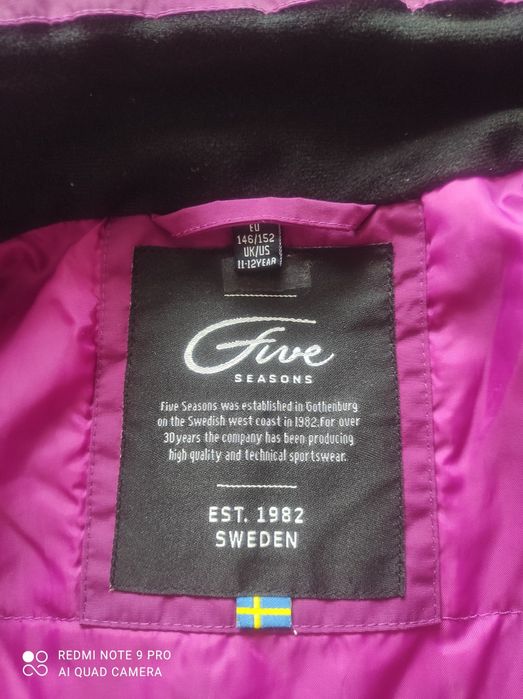 EU
146/152
UK/US
11-12YEAR
Five
SEASONS
Five Seasons was established in Gothenburg
on the Swedish west coast in 1982.For over
30 years the company has been producing
high quality and technical sportswear.
EST. 1982
SWEDEN
REDMI NOTE 9 PRO
AI QUAD CAMERA